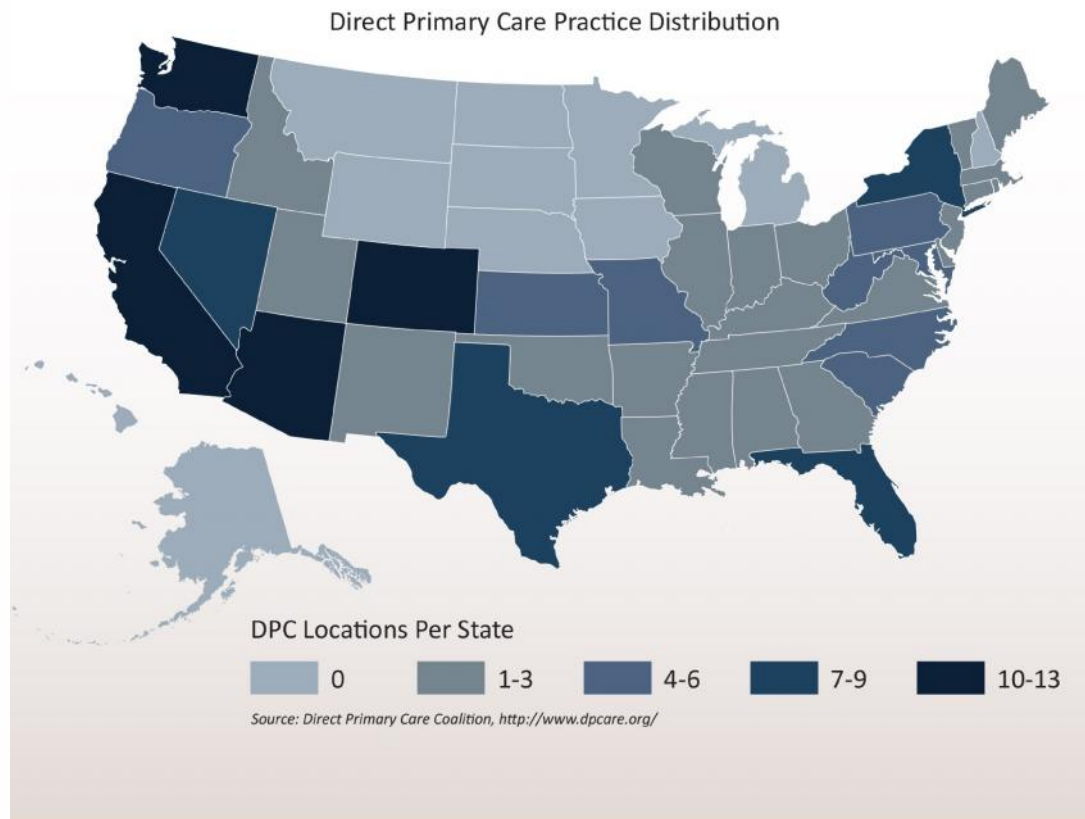 Direct Primary Care Practice Distribution
DPC Locations Per State
0 1-3 4-6 7-9 10-13
Source: Direct Primary Care Coalition, http://www.dpcare.org/